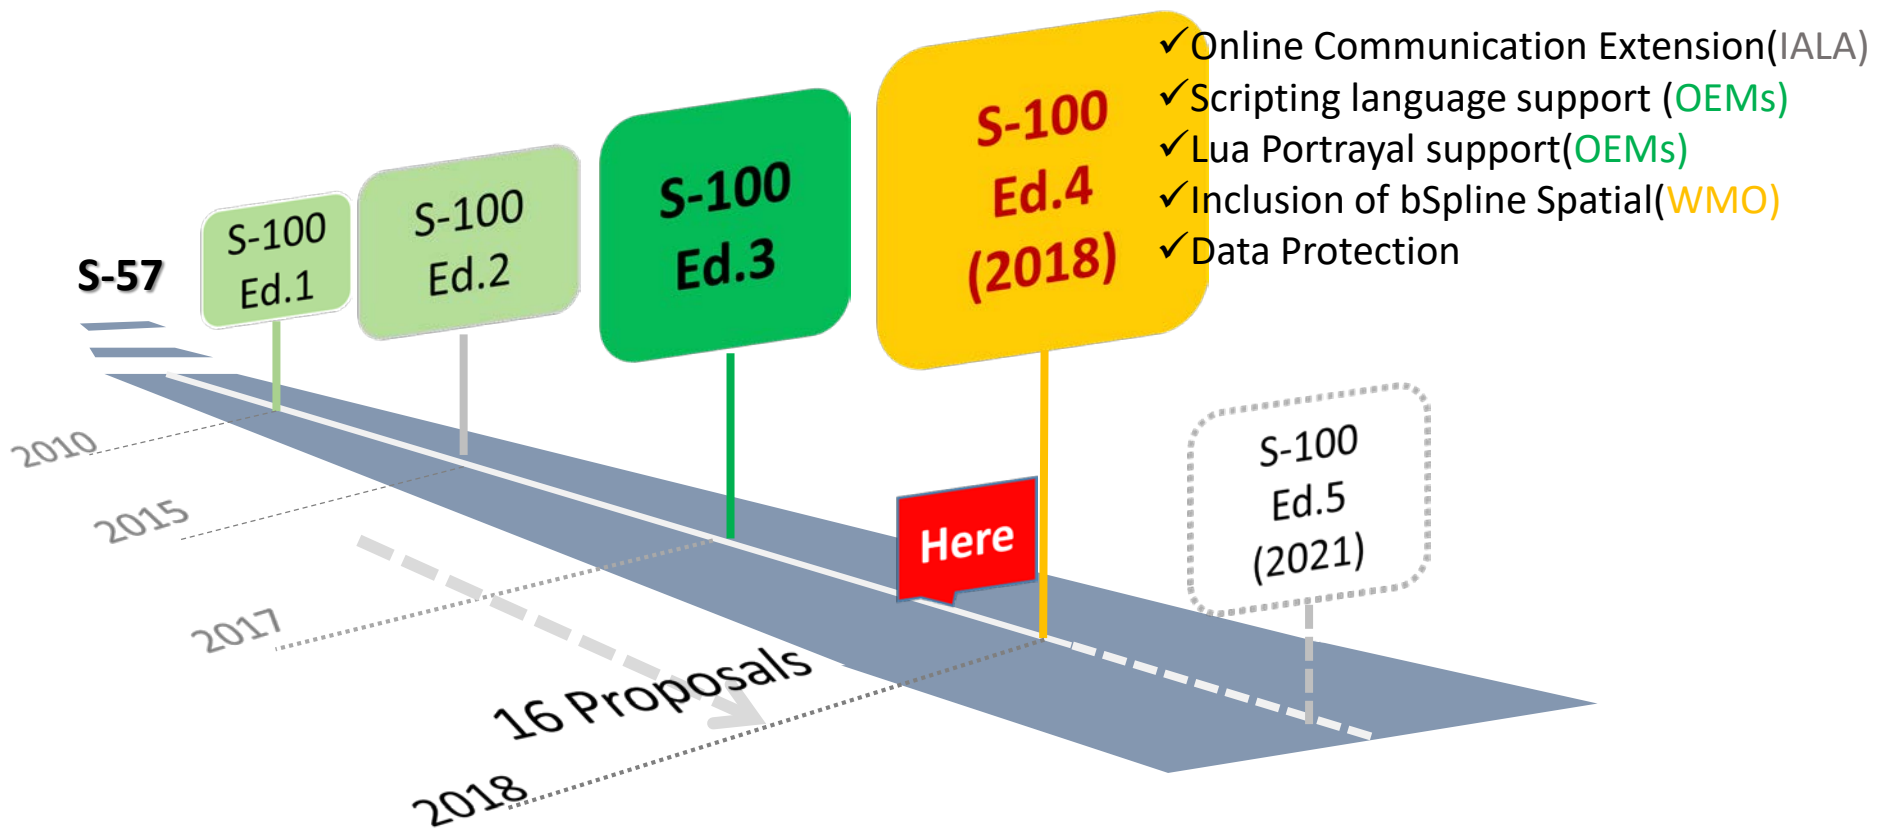 S-57
S-100
Ed.1
S-100
Ed.2
S-100
Ed.3
S-100
Ed.4
(2018)
✓Online Communication Extension(IALA)
✓Scripting language support (OEMs)
✓Lua Portrayal support(OEMs)
✓Inclusion of bSpline Spatial(WMO)
✓Data Protection
S-100
Ed.5
(2021)
Here
2010
2015
2017
16 Proposals
2018